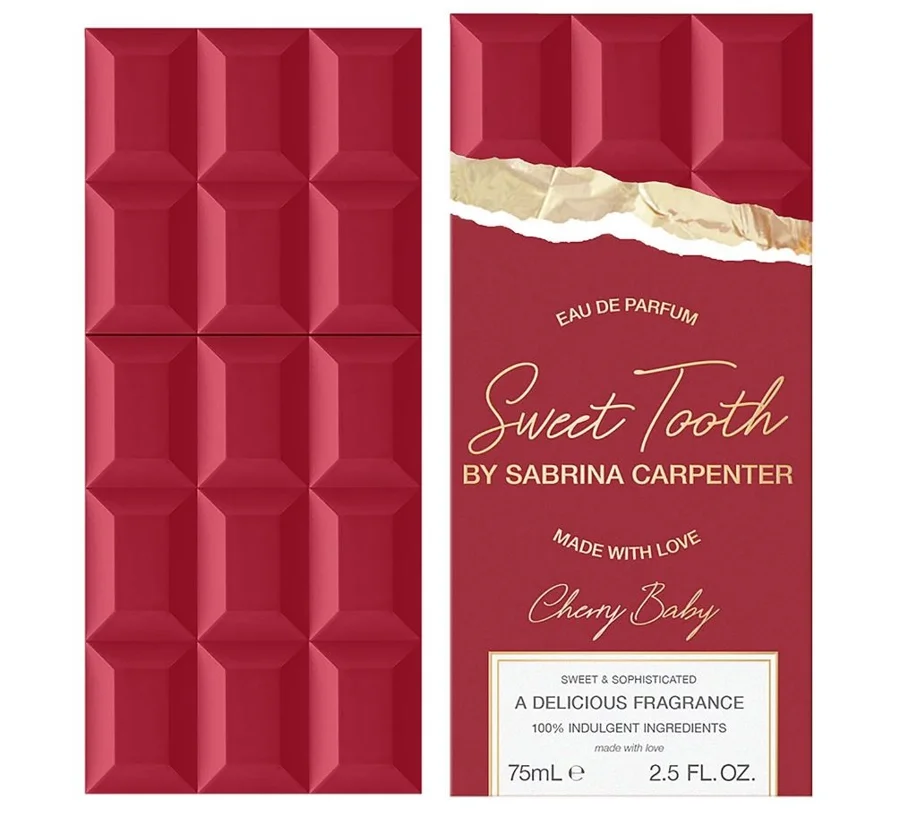 EAU DE PARFUM
Sweet Tooth
BY SABRINA CARPENTER
MADE WITH LOVE
Cherry Baby
SWEET & SOPHISTICATED
A DELICIOUS FRAGRANCE
100% INDULGENT INGREDIENTS
made with love
75mL ℮ 2.5 FL.OZ.